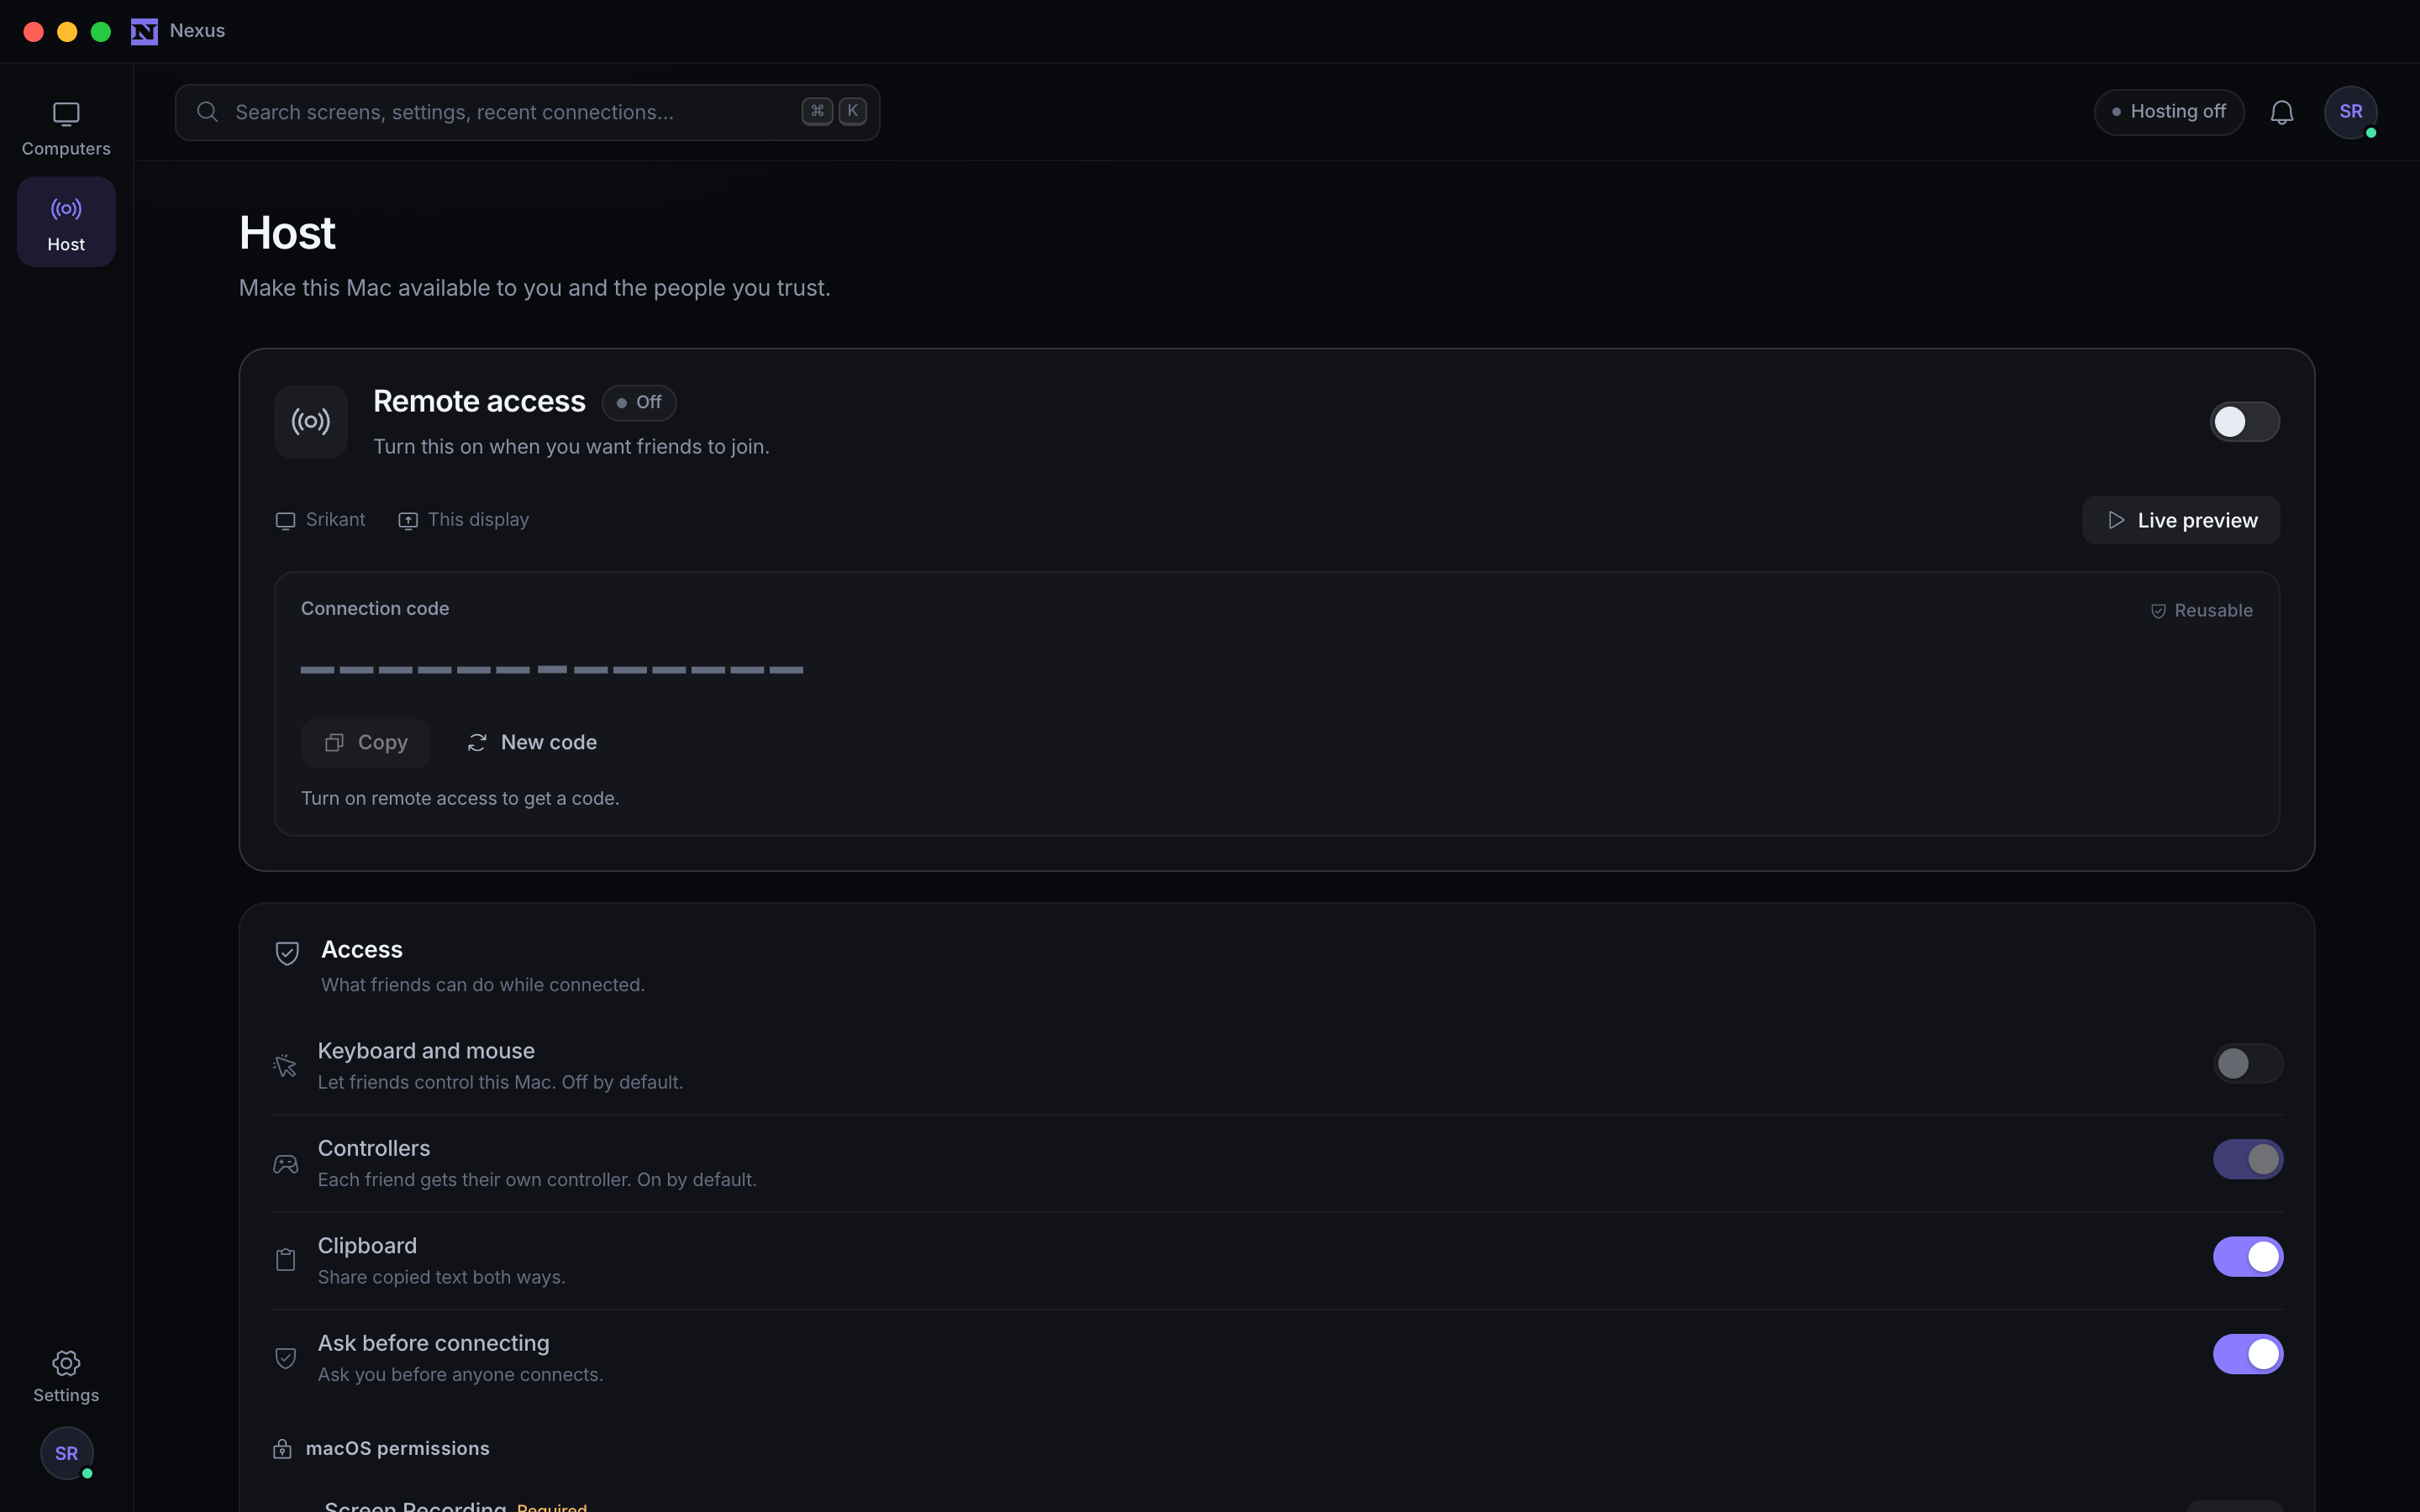 Nexus
Search screens, settings, recent connections... ⌘ K
Hosting off
SR
Computers
Host
Host
Make this Mac available to you and the people you trust.
Remote access
Off
Turn this on when you want friends to join.
Srikant
This display
Live preview
Connection code
Reusable
Copy
New code
Turn on remote access to get a code.
Access
What friends can do while connected.
Keyboard and mouse
Let friends control this Mac. Off by default.
Controllers
Each friend gets their own controller. On by default.
Clipboard
Share copied text both ways.
Ask before connecting
Ask you before anyone connects.
macOS permissions
Screen Recording Required
Settings
SR